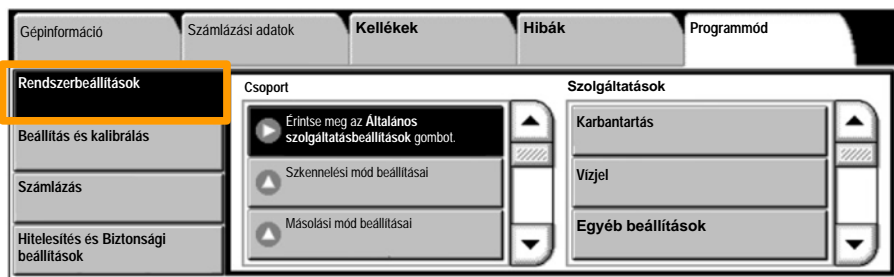 Gépinformáció
Számlázási adatok
Kellékek
Hibák
Programmód
Rendszerbeállítások
Beállítás és kalibrálás
Számlázás
Hitelesítés és Biztonsági
beállítások
Csoport
Érintse meg az Általános
szolgáltatásbeállítások gombot.
Szkennelési mód beállításai
Másolási mód beállításai
Szolgáltatások
Karbantartás
Vízjel
Egyéb beállítások